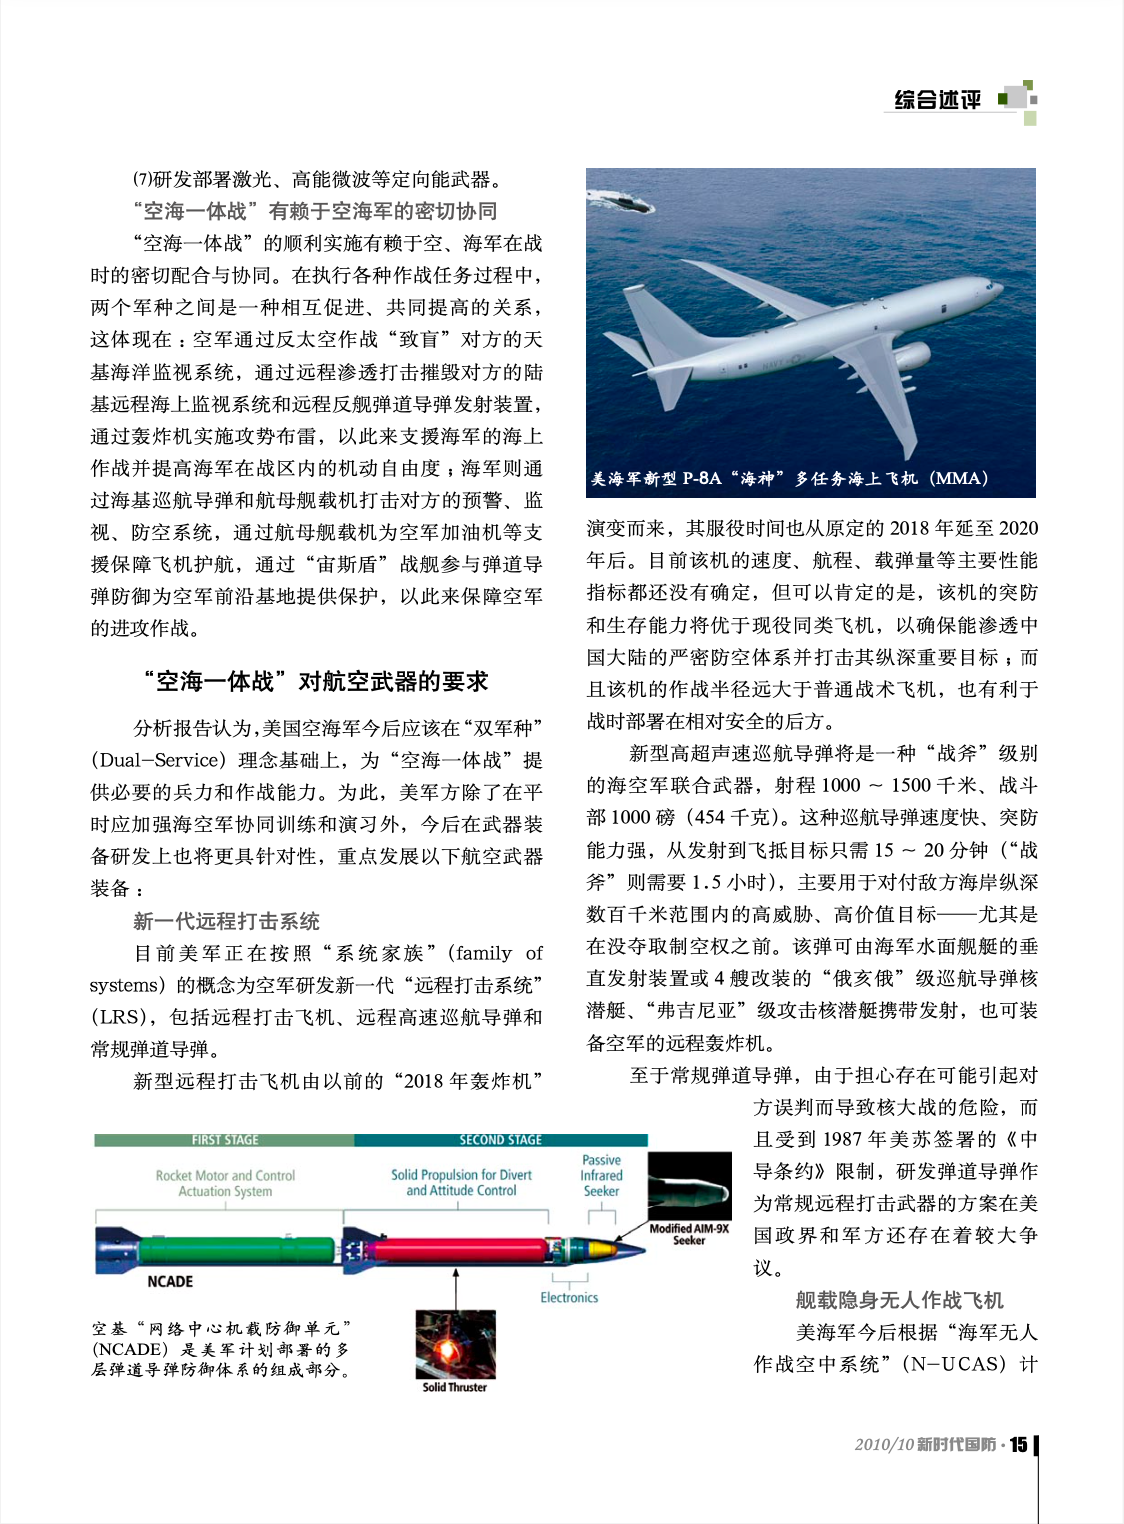 综合述评
⑺研发部署激光、高能微波等定向能武器。
“空海一体战”有赖于空海军的密切协同
“空海一体战”的顺利实施有赖于空、海军在战
时的密切配合与协同。在执行各种作战任务过程中，
两个军种之间是一种相互促进、共同提高的关系，
这体现在：空军通过反太空作战“致盲”对方的天
基海洋监视系统，通过远程渗透打击摧毁对方的陆
基远程海上监视系统和远程反舰弹道导弹发射装置，
通过轰炸机实施攻势布雷，以此来支援海军的海上
作战并提高海军在战区内的机动自由度；海军则通
过海基巡航导弹和航母舰载机打击对方的预警、监
视、防空系统，通过航母舰载机为空军加油机等支
援保障飞机护航，通过“宙斯盾”战舰参与弹道导
弹防御为空军前沿基地提供保护，以此来保障空军
的进攻作战。
“空海一体战”对航空武器的要求
分析报告认为，美国空海军今后应该在“双军种”
（Dual-Service）理念基础上，为“空海一体战”提
供必要的兵力和作战能力。为此，美军方除了在平
时应加强海空军协同训练和演习外，今后在武器装
备研发上也将更具针对性，重点发展以下航空武器
装备：
新一代远程打击系统
目前美军正在按照“系统家族”（family of
systems）的概念为空军研发新一代“远程打击系统”
（LRS），包括远程打击飞机、远程高速巡航导弹和
常规弹道导弹。
新型远程打击飞机由以前的“2018年轰炸机”
美海军新型P-8A“海神”多任务海上飞机（MMA）
演变而来，其服役时间也从原定的2018年延至2020
年后。目前该机的速度、航程、载弹量等主要性能
指标都还没有确定，但可以肯定的是，该机的突防
和生存能力将优于现役同类飞机，以确保能渗透中
国大陆的严密防空体系并打击其纵深重要目标；而
且该机的作战半径远大于普通战术飞机，也有利于
战时部署在相对安全的后方。
新型高超声速巡航导弹将是一种“战斧”级别
的海空军联合武器，射程1000～1500千米、战斗
部1000磅（454千克）。这种巡航导弹速度快、突防
能力强，从发射到飞抵目标只需15～20分钟（“战
斧”则需要1.5小时），主要用于对付敌方海岸纵深
数百千米范围内的高威胁、高价值目标——尤其是
在没夺取制空权之前。该弹可由海军水面舰艇的垂
直发射装置或4艘改装的“俄亥俄”级巡航导弹核
潜艇、“弗吉尼亚”级攻击核潜艇携带发射，也可装
备空军的远程轰炸机。
至于常规弹道导弹，由于担心存在可能引起对
方误判而导致核大战的危险，而
且受到1987年美苏签署的《中
导条约》限制，研发弹道导弹作
为常规远程打击武器的方案在美
国政界和军方还存在着较大争
议。
舰载隐身无人作战飞机
美海军今后根据“海军无人
作战空中系统”（N-UCAS）计
FIRST STAGE
SECOND STAGE
Rocket Motor and Control
Actuation System
Solid Propulsion for Divert
and Attitude Control
Passive
Infrared
Seeker
Modified AIM-9X
Seeker
NCADE
Electronics
Solid Thruster
空基“网络中心机载防御单元”
（NCADE）是美军计划部署的多
层弹道导弹防御体系的组成部分。
2010/10新时代国防·15